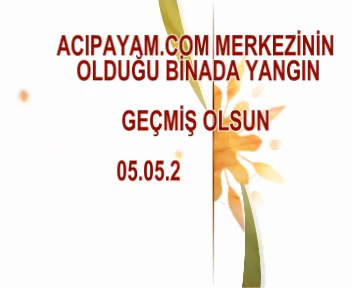 ACIPAYAM.COM MERKEZİNİN
OLDUĞU BİNADA YANGIN
GEÇMİŞ OLSUN
05.05.2